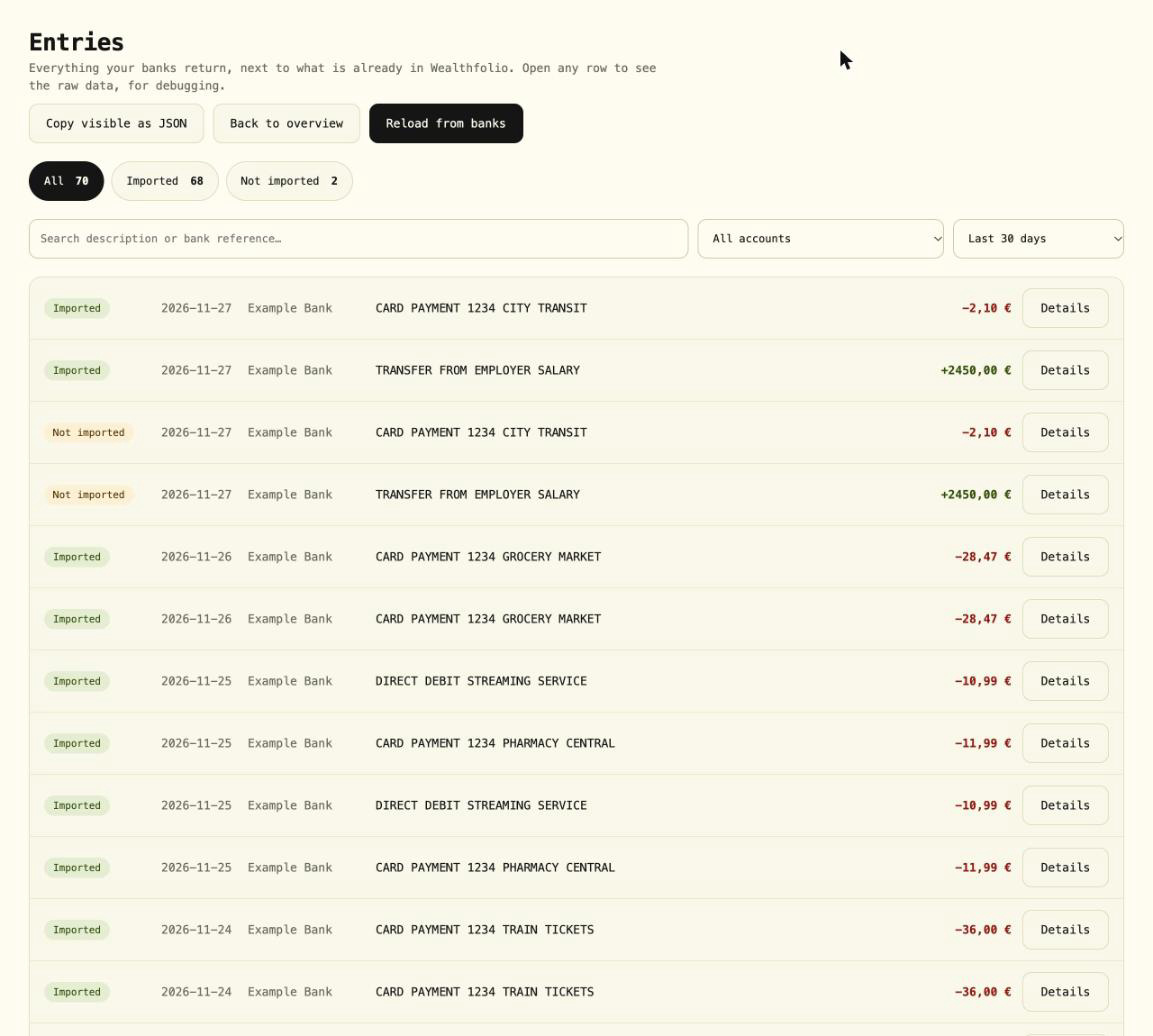 Entries
Everything your banks return, next to what is already in Wealthfolio. Open any row to see
the raw data, for debugging.
Copy visible as JSON Back to overview Reload from banks
All 70 Imported 68 Not imported 2
Search description or bank reference… All accounts Last 30 days
Imported 2026-11-27 Example Bank CARD PAYMENT 1234 CITY TRANSIT -2,10 € Details
Imported 2026-11-27 Example Bank TRANSFER FROM EMPLOYER SALARY +2450,00 € Details
Not imported 2026-11-27 Example Bank CARD PAYMENT 1234 CITY TRANSIT -2,10 € Details
Not imported 2026-11-27 Example Bank TRANSFER FROM EMPLOYER SALARY +2450,00 € Details
Imported 2026-11-26 Example Bank CARD PAYMENT 1234 GROCERY MARKET -28,47 € Details
Imported 2026-11-26 Example Bank CARD PAYMENT 1234 GROCERY MARKET -28,47 € Details
Imported 2026-11-25 Example Bank DIRECT DEBIT STREAMING SERVICE -10,99 € Details
Imported 2026-11-25 Example Bank CARD PAYMENT 1234 PHARMACY CENTRAL -11,99 € Details
Imported 2026-11-25 Example Bank DIRECT DEBIT STREAMING SERVICE -10,99 € Details
Imported 2026-11-25 Example Bank CARD PAYMENT 1234 PHARMACY CENTRAL -11,99 € Details
Imported 2026-11-24 Example Bank CARD PAYMENT 1234 TRAIN TICKETS -36,00 € Details
Imported 2026-11-24 Example Bank CARD PAYMENT 1234 TRAIN TICKETS -36,00 € Details